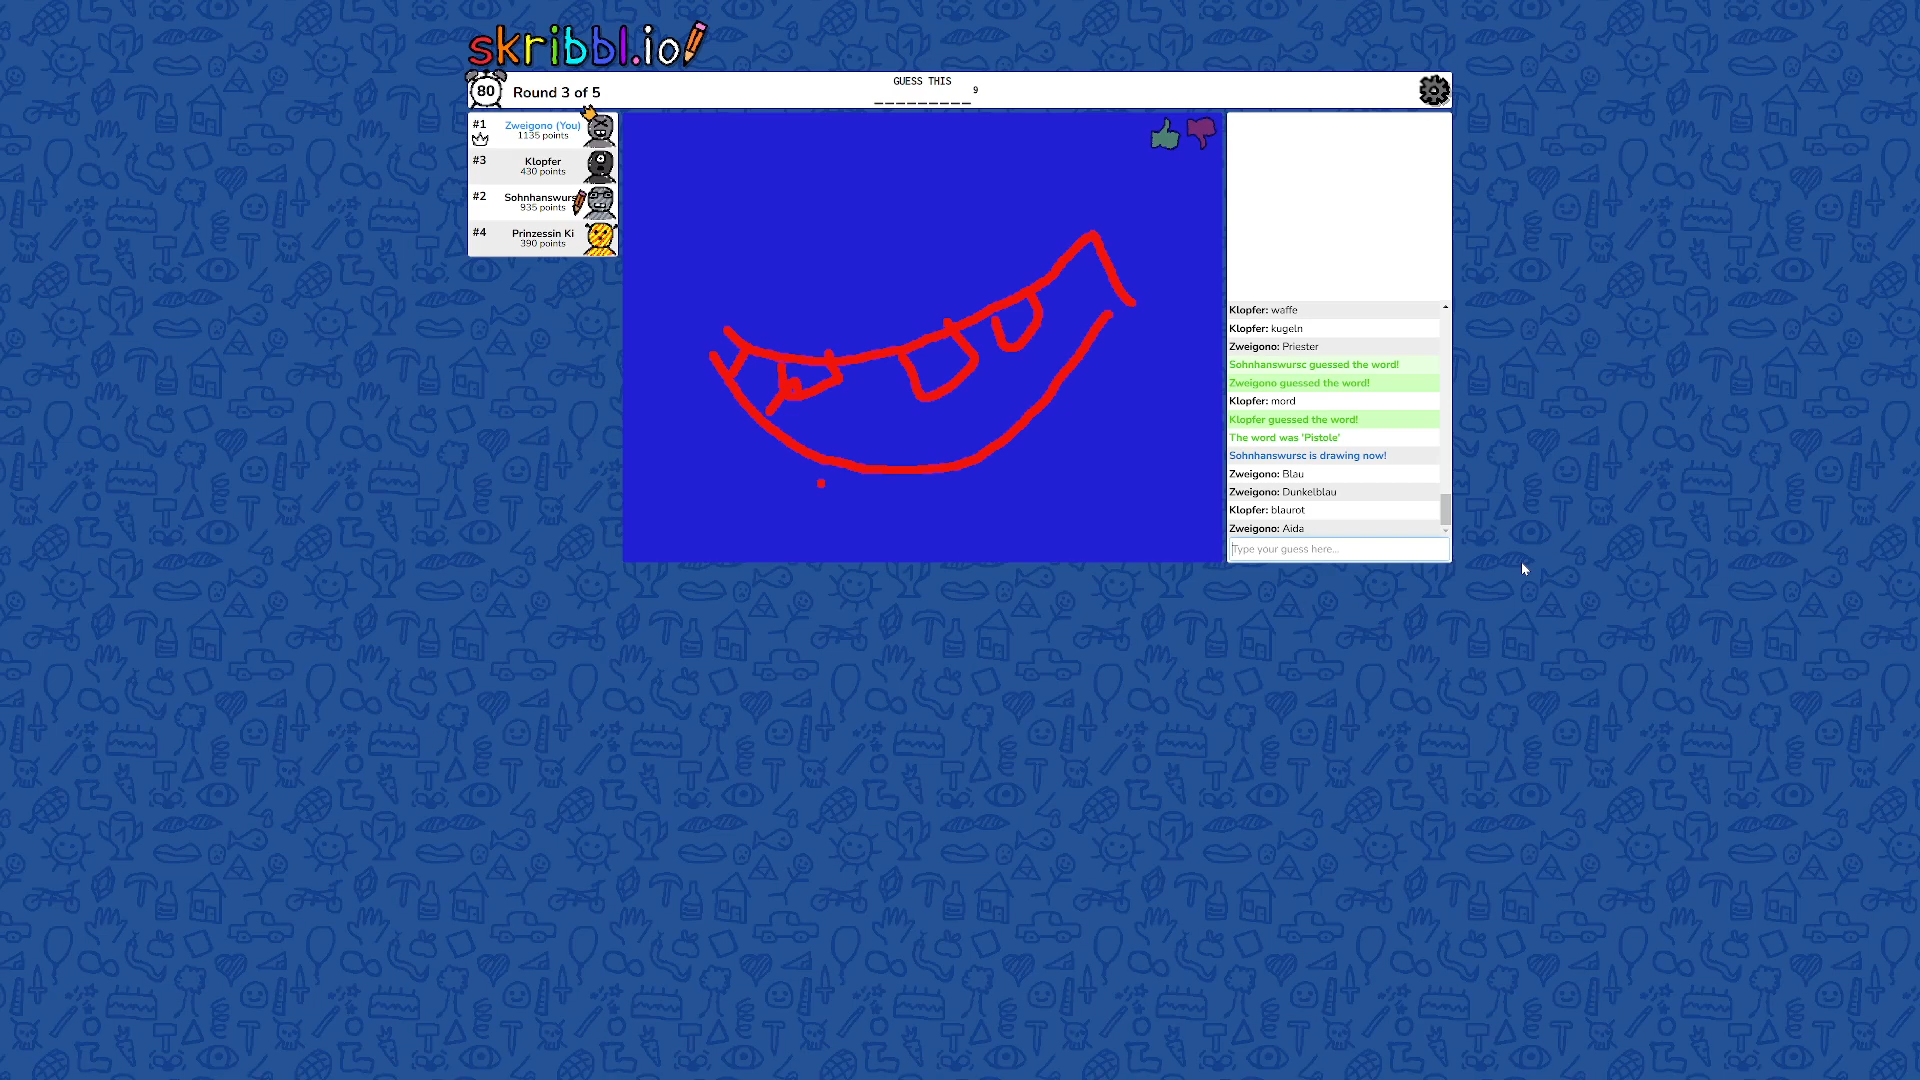 skribbl.io
80
Round 3 of 5
GUESS THIS
_________ 9
#1
Zweigono (You)
1135 points
#3
Klopfer
430 points
#2
Sohnhanswurs
935 points
#4
Prinzessin Ki
390 points
Klopfer: waffe
Klopfer: kugeln
Zweigono: Priester
Sohnhanswursc guessed the word!
Zweigono guessed the word!
Klopfer: mord
Klopfer guessed the word!
The word was 'Pistole'
Sohnhanswursc is drawing now!
Zweigono: Blau
Zweigono: Dunkelblau
Klopfer: blaurot
Zweigono: Aida
Type your guess here...